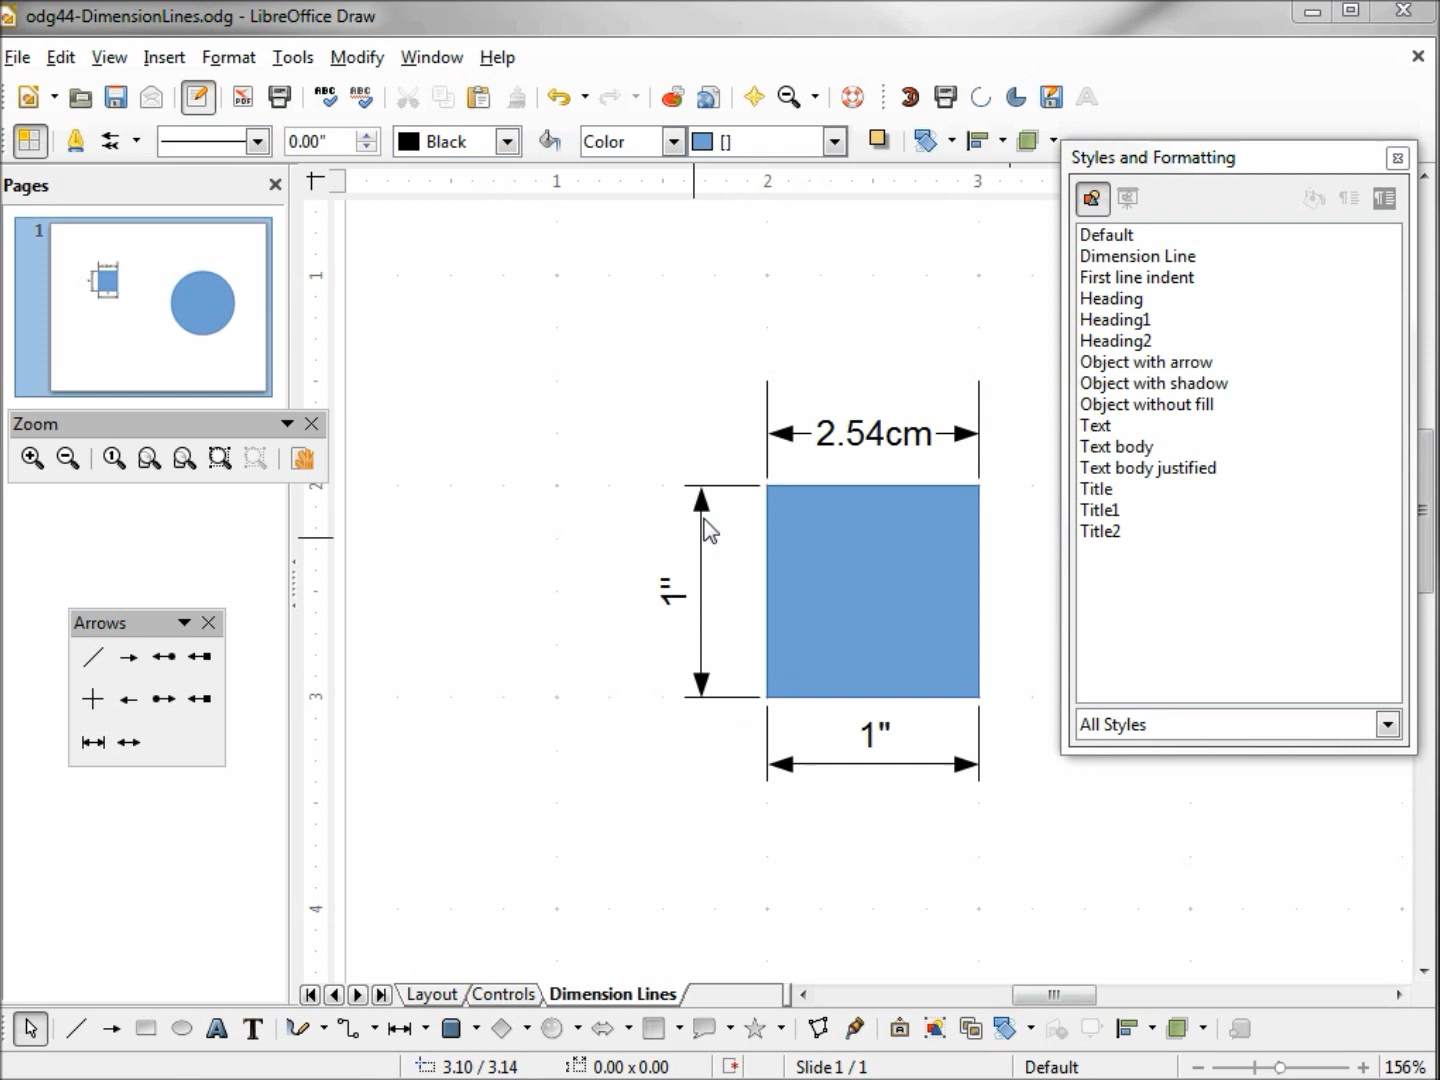 odg44-DimensionLines.odg - LibreOffice Draw
File Edit View Insert Format Tools Modify Window Help
0.00" Black Color []
Pages
1
Zoom
Arrows
1 2 3
1
2
3
4
2.54cm
1"
1"
Styles and Formatting
Default
Dimension Line
First line indent
Heading
Heading1
Heading2
Object with arrow
Object with shadow
Object without fill
Text
Text body
Text body justified
Title
Title1
Title2
All Styles
Layout Controls Dimension Lines
3.10 / 3.14 0.00 x 0.00 Slide 1 / 1 Default 156%